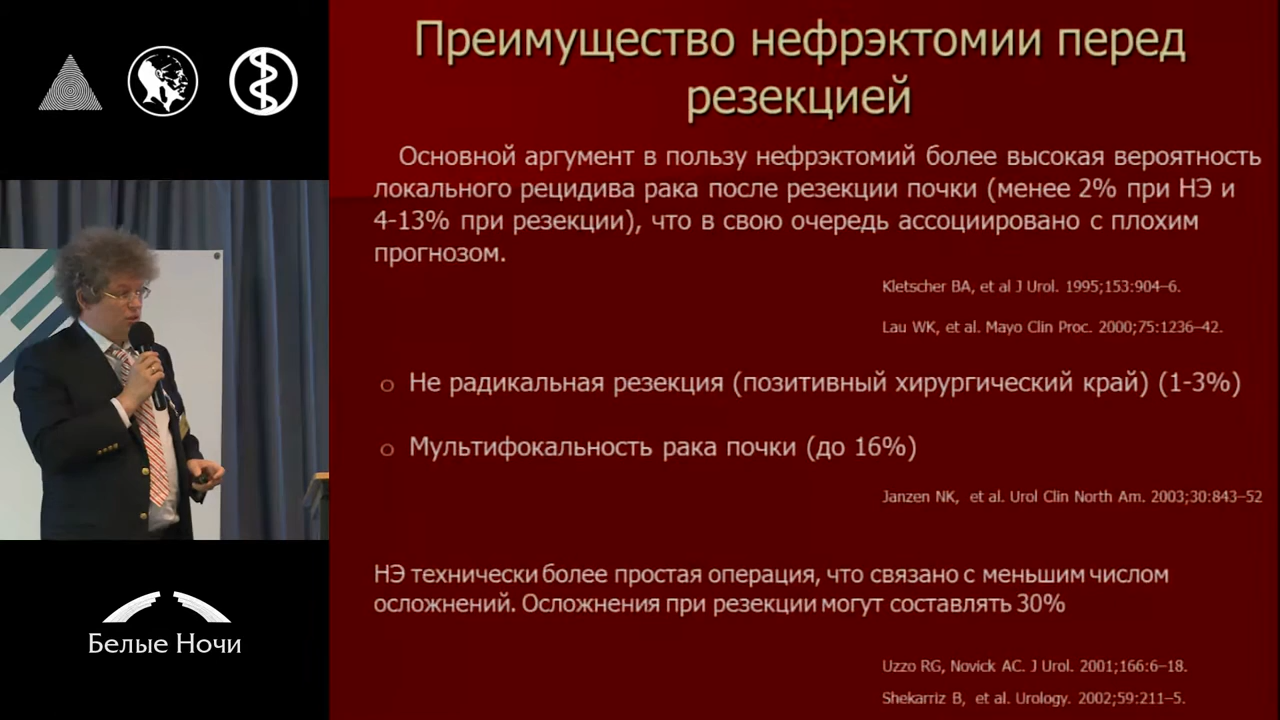 Преимущество нефрэктомии перед
резекцией
Основной аргумент в пользу нефрэктомий более высокая вероятность
локального рецидива рака после резекции почки (менее 2% при НЭ и
4-13% при резекции), что в свою очередь ассоциировано с плохим
прогнозом.
Kletscher BA, et al J Urol. 1995;153:904–6.
Lau WK, et al. Mayo Clin Proc. 2000;75:1236–42.
o Не радикальная резекция (позитивный хирургический край) (1-3%)
o Мультифокальность рака почки (до 16%)
Janzen NK, et al. Urol Clin North Am. 2003;30:843–52
НЭ технически более простая операция, что связано с меньшим числом
осложнений. Осложнения при резекции могут составлять 30%
Uzzo RG, Novick AC. J Urol. 2001;166:6–18.
Shekarriz B, et al. Urology. 2002;59:211–5.
Белые Ночи